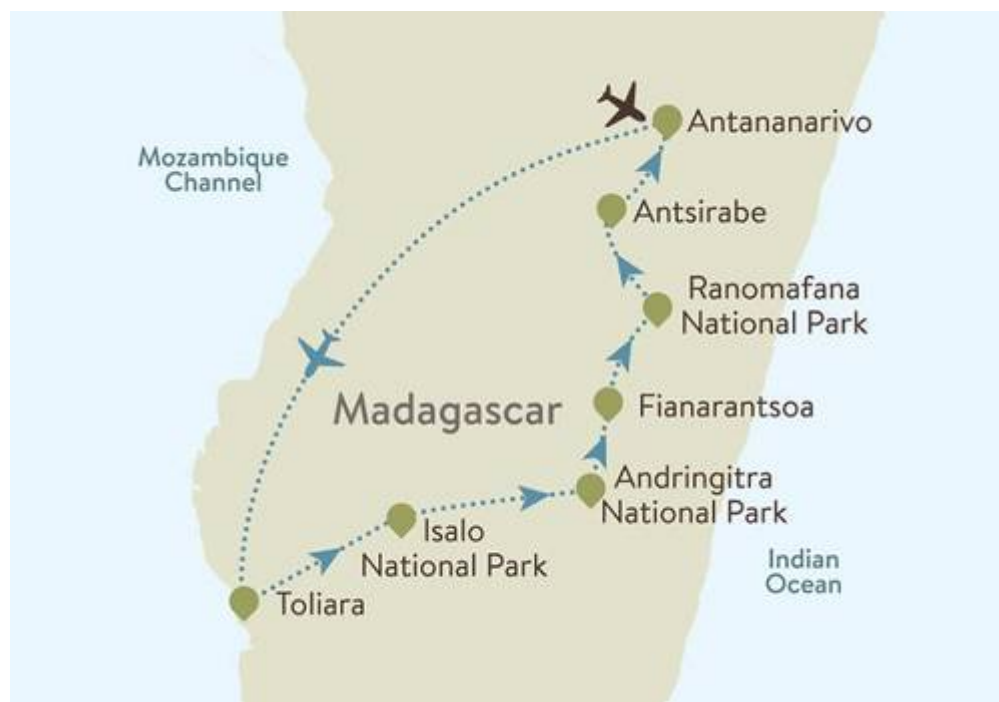 Antananarivo
Mozambique
Channel
Antsirabe
Ranomafana
National Park
Madagascar
Fianarantsoa
Andringitra
National Park
Isalo
National Park
Indian
Ocean
Toliara